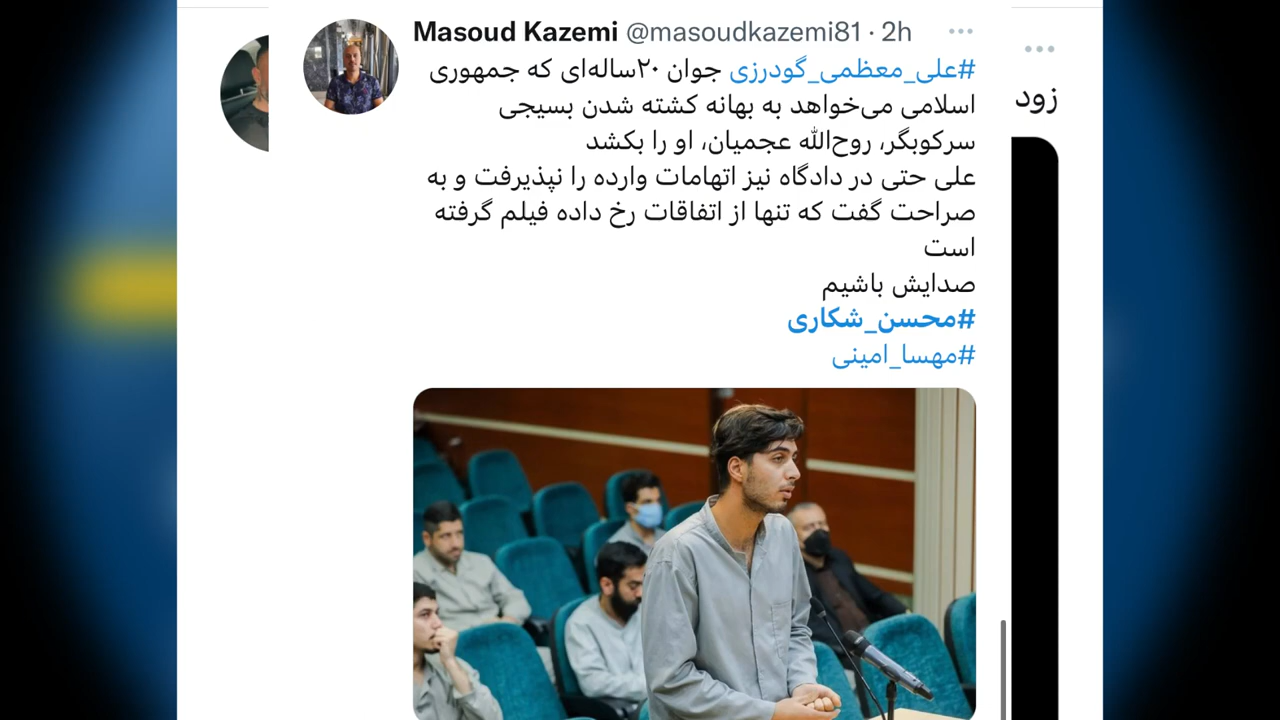 Masoud Kazemi @masoudkazemi81 · 2h
#علی_معظمی_گودرزی جوان ۲۰ساله‌ای که جمهوری
اسلامی می‌خواهد به بهانه کشته شدن بسیجی
سرکوبگر، روح‌الله عجمیان، او را بکشد
علی حتی در دادگاه نیز اتهامات وارده را نپذیرفت و به
صراحت گفت که تنها از اتفاقات رخ داده فیلم گرفته
است
صدایش باشیم
#محسن_شکاری
#مهسا_امینی
زود